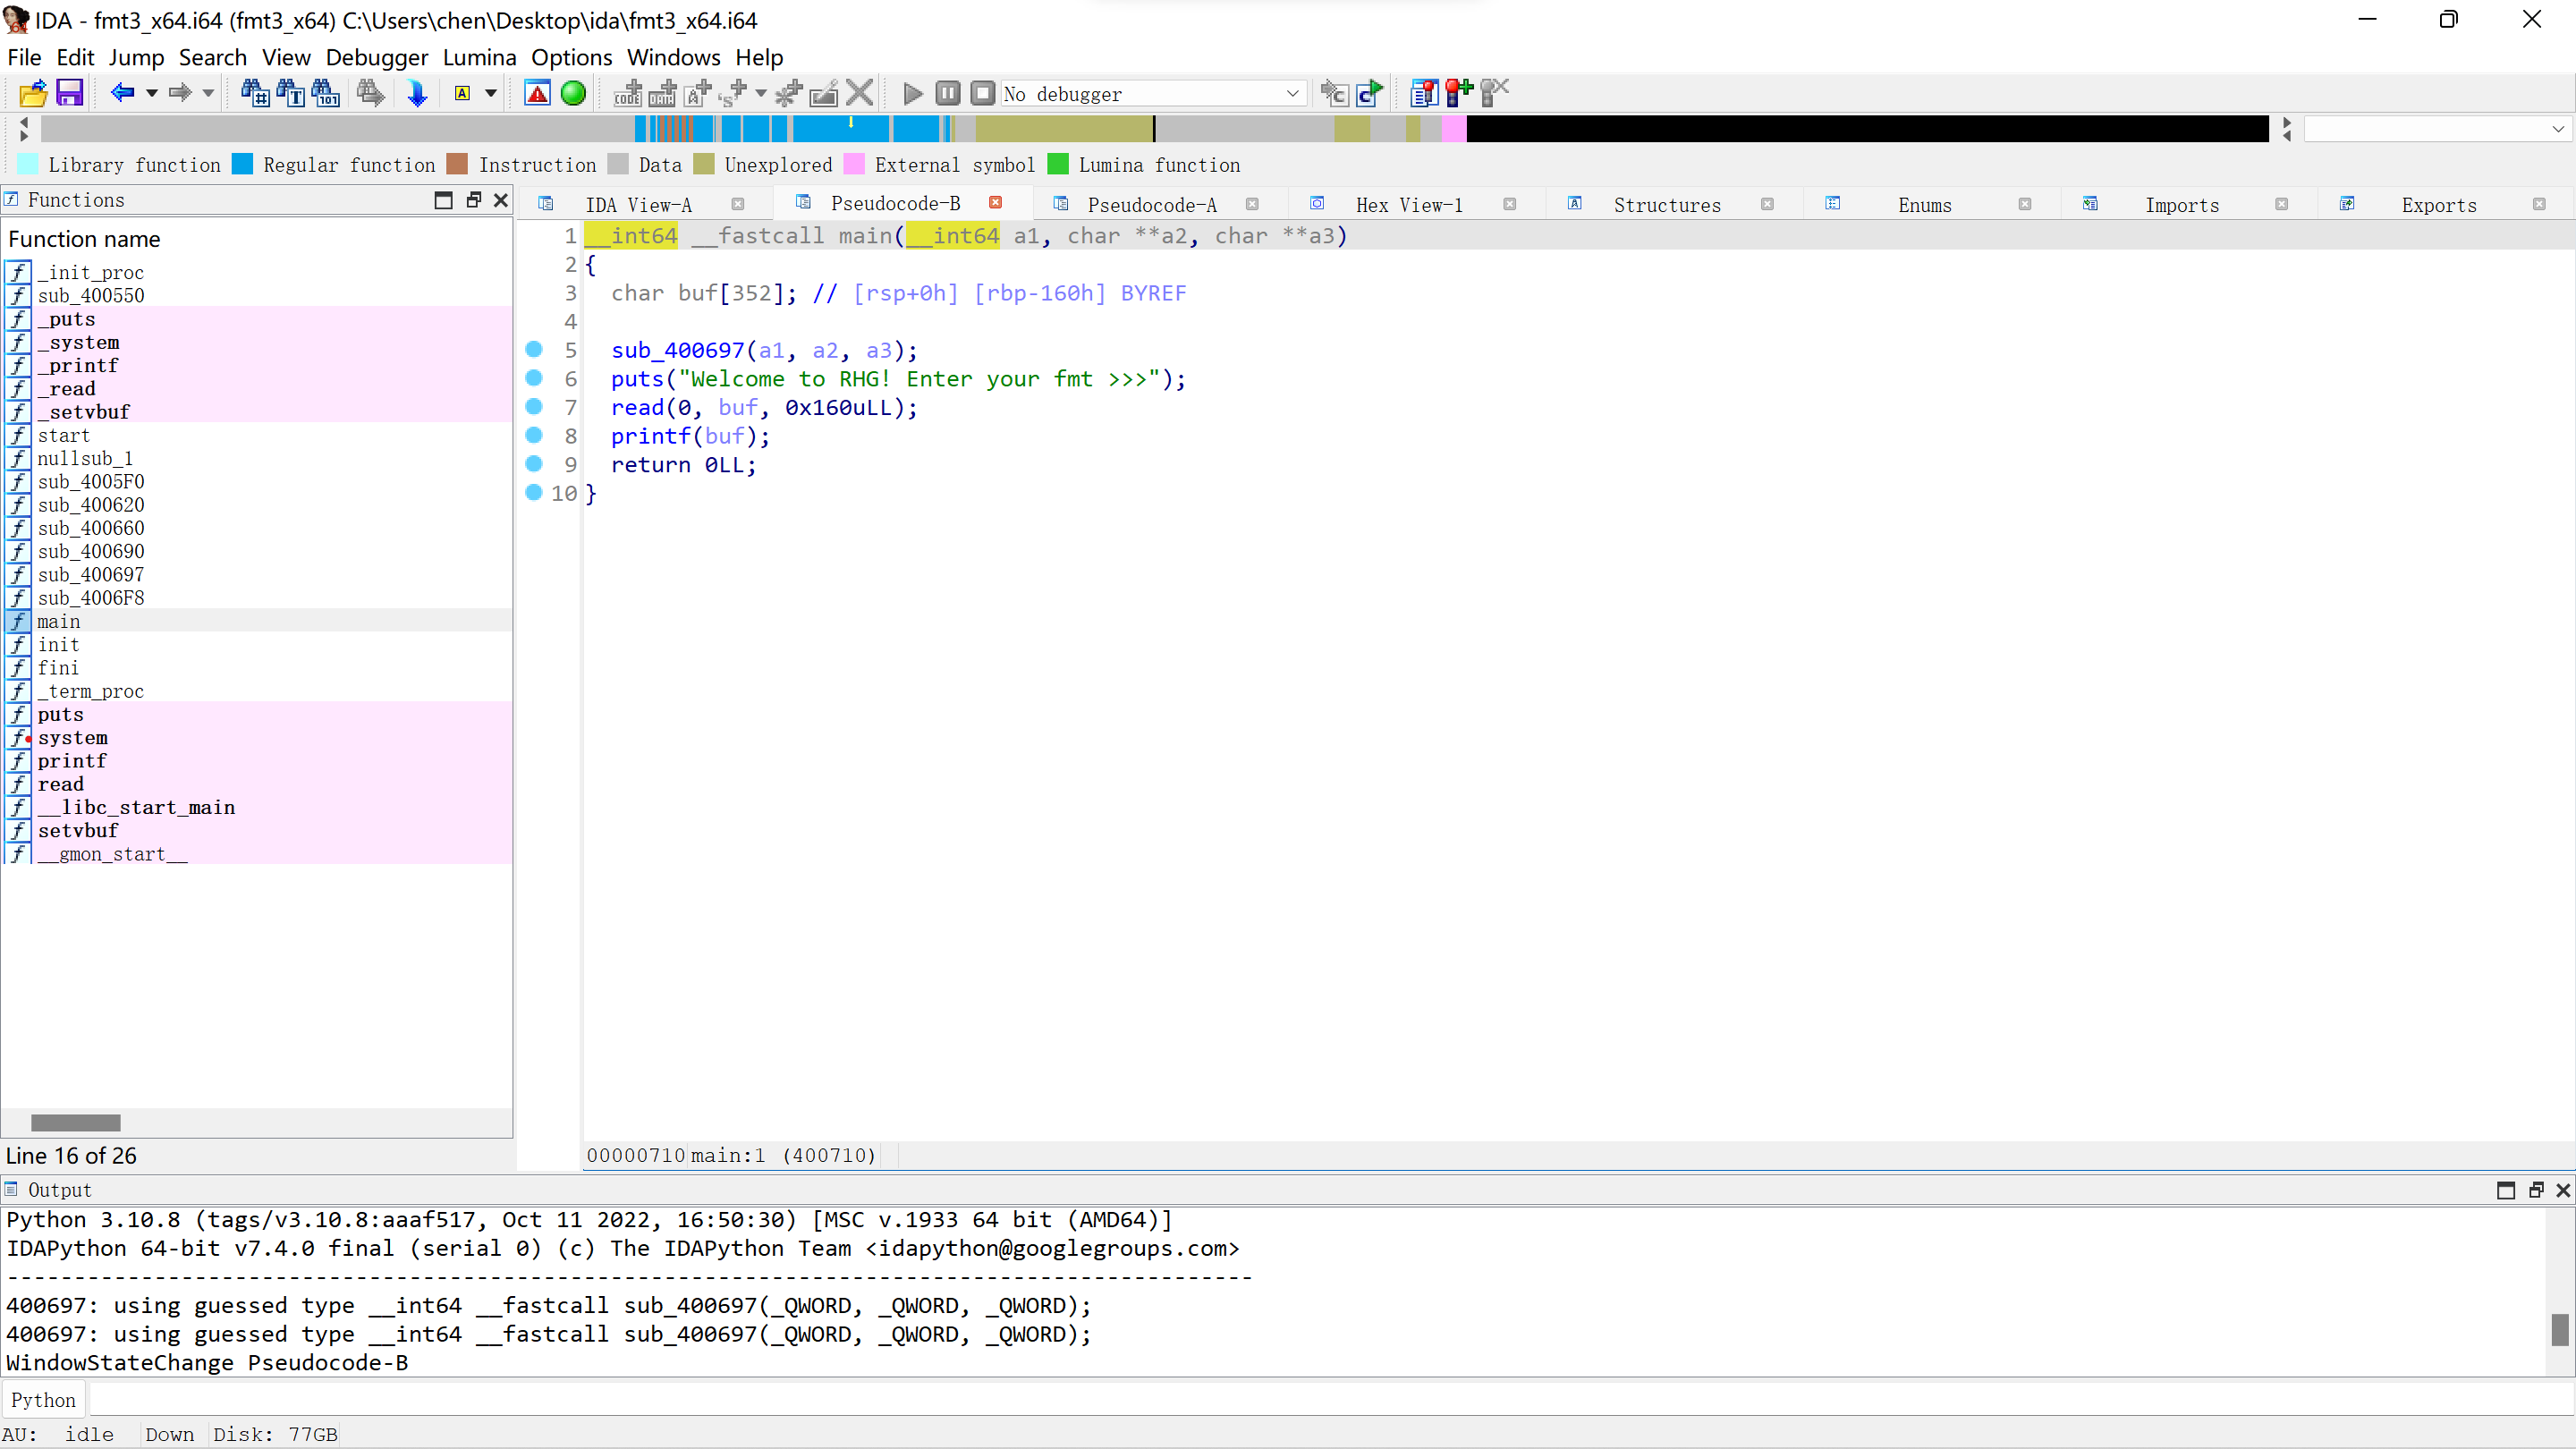 IDA - fmt3_x64.i64 (fmt3_x64) C:\Users\chen\Desktop\ida\fmt3_x64.i64
File Edit Jump Search View Debugger Lumina Options Windows Help
No debugger
Library function Regular function Instruction Data Unexplored External symbol Lumina function
Functions
IDA View-A Pseudocode-B Pseudocode-A Hex View-1 Structures Enums Imports Exports
Function name
_init_proc
sub_400550
_puts
_system
_printf
_read
_setvbuf
start
nullsub_1
sub_4005F0
sub_400620
sub_400660
sub_400690
sub_400697
sub_4006F8
main
init
fini
_term_proc
puts
system
printf
read
__libc_start_main
setvbuf
__gmon_start__
Line 16 of 26
1 __int64 __fastcall main(__int64 a1, char **a2, char **a3)
2 {
3 char buf[352]; // [rsp+0h] [rbp-160h] BYREF
4
5 sub_400697(a1, a2, a3);
6 puts("Welcome to RHG! Enter your fmt >>>");
7 read(0, buf, 0x160uLL);
8 printf(buf);
9 return 0LL;
10 }
00000710 main:1 (400710)
Output
Python 3.10.8 (tags/v3.10.8:aaaf517, Oct 11 2022, 16:50:30) [MSC v.1933 64 bit (AMD64)]
IDAPython 64-bit v7.4.0 final (serial 0) (c) The IDAPython Team <idapython@googlegroups.com>
---------------------------------------------------------------------------------------------
400697: using guessed type __int64 __fastcall sub_400697(_QWORD, _QWORD, _QWORD);
400697: using guessed type __int64 __fastcall sub_400697(_QWORD, _QWORD, _QWORD);
WindowStateChange Pseudocode-B
Python
AU: idle Down Disk: 77GB